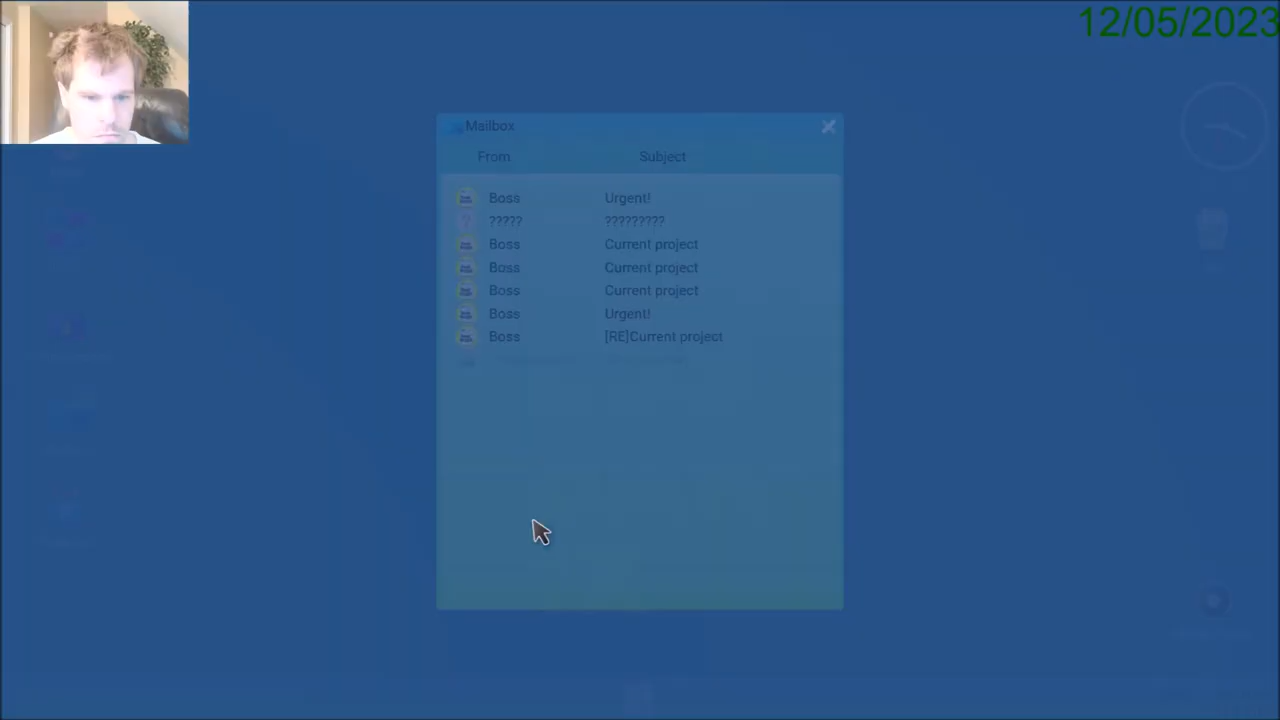 12/05/2023
Mailbox
From Subject
Boss Urgent!
????? ?????????
Boss Current project
Boss Current project
Boss Current project
Boss Urgent!
Boss [RE]Current project